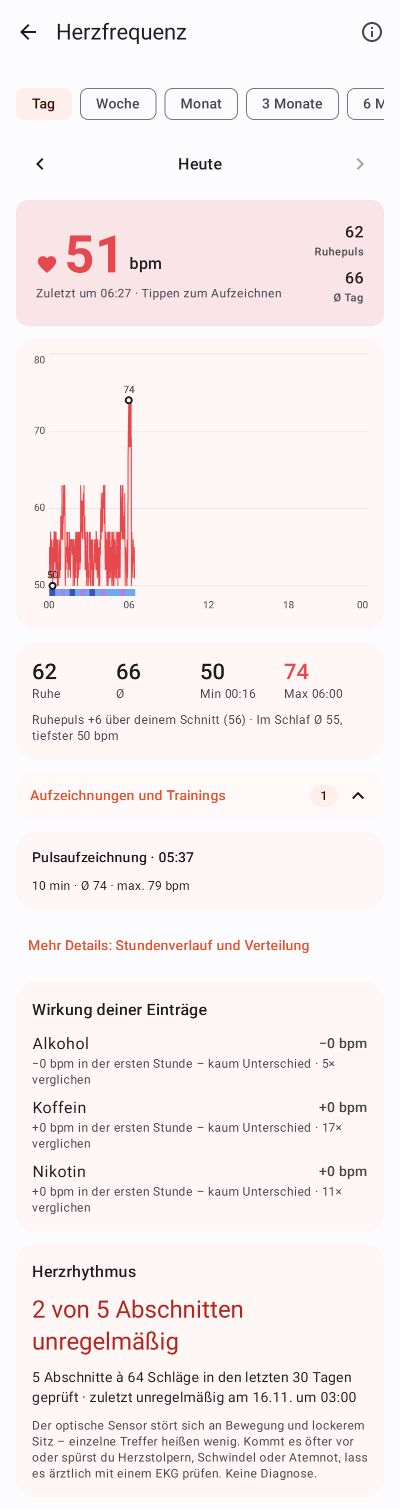 Herzfrequenz
Tag
Woche
Monat
3 Monate
6 M
Heute
51 bpm
Zuletzt um 06:27 · Tippen zum Aufzeichnen
62
Ruhepuls
66
Ø Tag
80
70
60
50
74
50
00
06
12
18
00
62
Ruhe
66
Ø
50
Min 00:16
74
Max 06:00
Ruhepuls +6 über deinem Schnitt (56) · Im Schlaf Ø 55,
tiefster 50 bpm
Aufzeichnungen und Trainings
1
Pulsaufzeichnung · 05:37
10 min · Ø 74 · max. 79 bpm
Mehr Details: Stundenverlauf und Verteilung
Wirkung deiner Einträge
Alkohol
−0 bpm
−0 bpm in der ersten Stunde – kaum Unterschied · 5×
verglichen
Koffein
+0 bpm
+0 bpm in der ersten Stunde – kaum Unterschied · 17×
verglichen
Nikotin
+0 bpm
+0 bpm in der ersten Stunde – kaum Unterschied · 11×
verglichen
Herzrhythmus
2 von 5 Abschnitten
unregelmäßig
5 Abschnitte à 64 Schläge in den letzten 30 Tagen
geprüft · zuletzt unregelmäßig am 16.11. um 03:00
Der optische Sensor stört sich an Bewegung und lockerem
Sitz – einzelne Treffer heißen wenig. Kommt es öfter vor
oder spürst du Herzstolpern, Schwindel oder Atemnot, lass
es ärztlich mit einem EKG prüfen. Keine Diagnose.